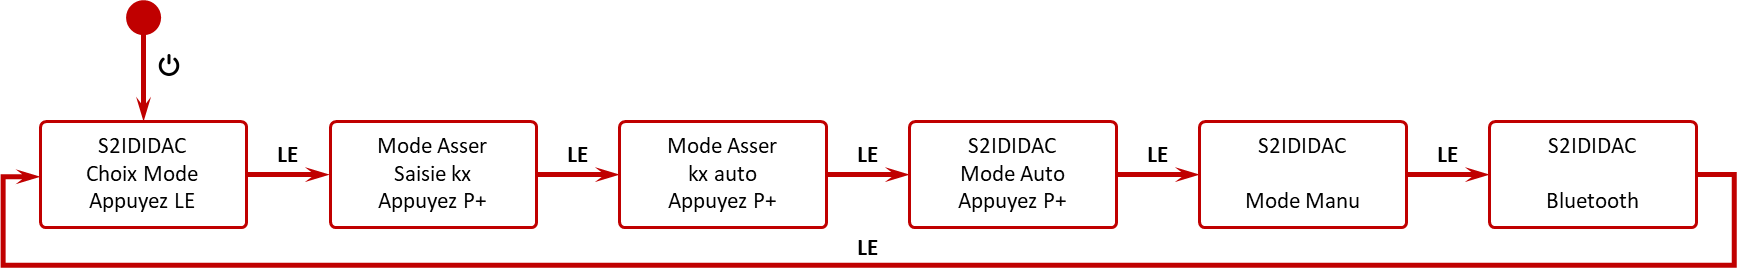 S2IDIDAC
Choix Mode
Appuyez LE
LE
Mode Asser
Saisie kx
Appuyez P+
LE
Mode Asser
kx auto
Appuyez P+
LE
S2IDIDAC
Mode Auto
Appuyez P+
LE
S2IDIDAC
Mode Manu
LE
S2IDIDAC
Bluetooth
LE